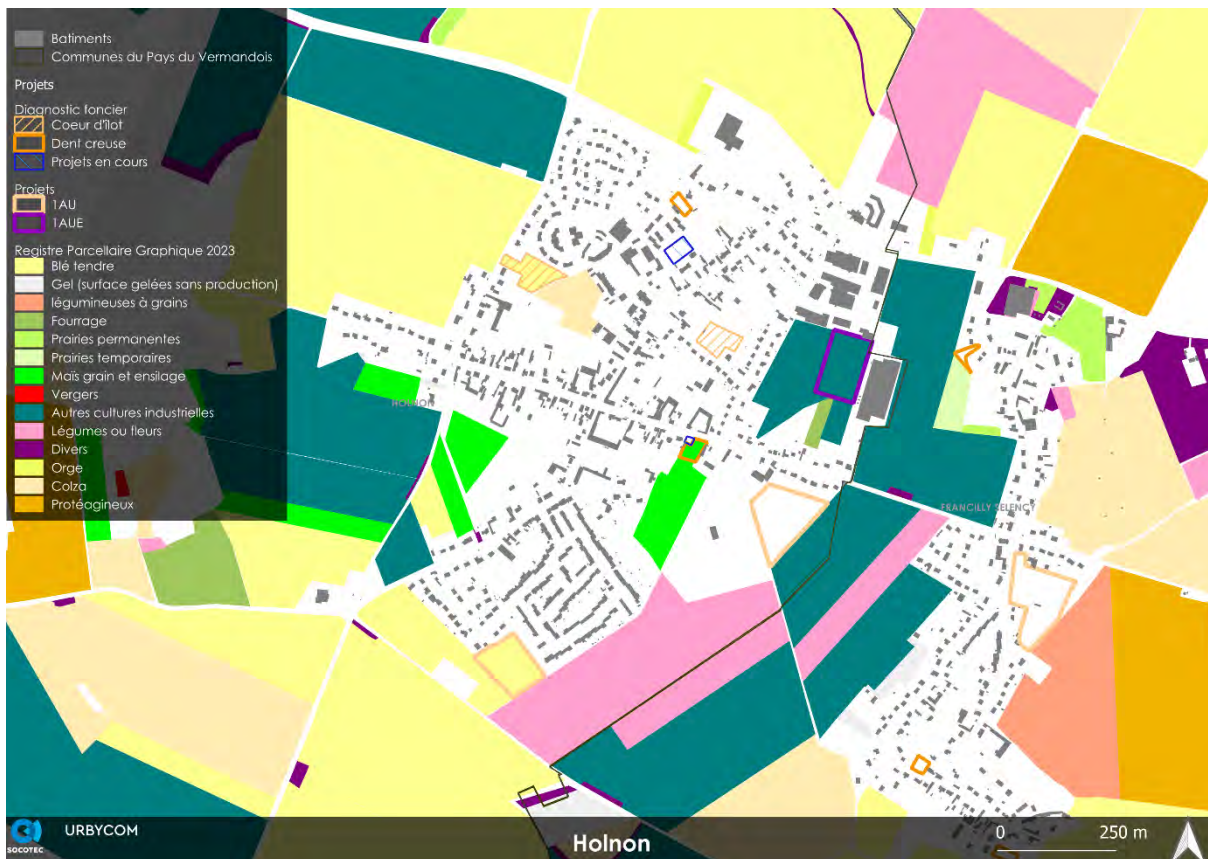 Batiments
Communes du Pays du Vermandois
Projets
Diagnostic foncier
Coeur d'îlot
Dent creuse
Projets en cours
Projets
1AU
1AUE
Registre Parcellaire Graphique 2023
Blé tendre
Gel (surface gelées sans production)
légumineuses à grains
Fourrage
Prairies permanentes
Prairies temporaires
Maïs grain et ensilage
Vergers
Autres cultures industrielles
Légumes ou fleurs
Divers
Orge
Colza
Protéagineux
HOLNON
FRANCILLY SELENCY
SOCOTEC
URBYCOM
Holnon
0 250 m